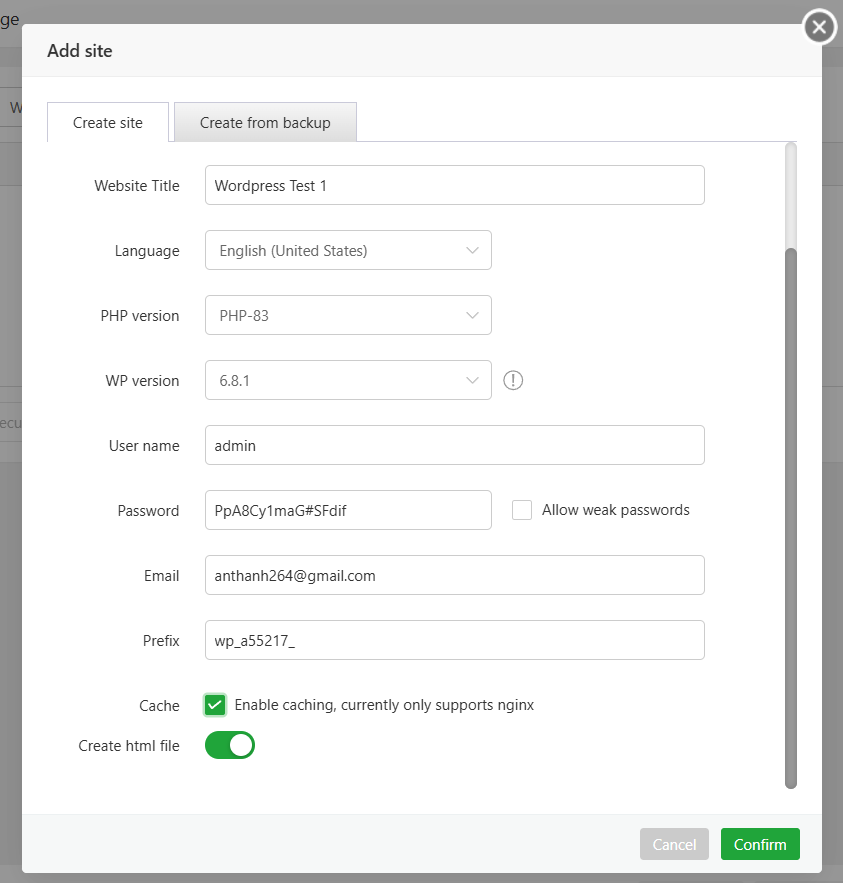 ge
Add site
W
Create site
Create from backup
Website Title
Wordpress Test 1
Language
English (United States)
PHP version
PHP-83
WP version
6.8.1
ecu
User name
admin
Password
PpA8Cy1maG#SFdif
Allow weak passwords
Email
anthanh264@gmail.com
Prefix
wp_a55217_
Cache
Enable caching, currently only supports nginx
Create html file
Cancel
Confirm